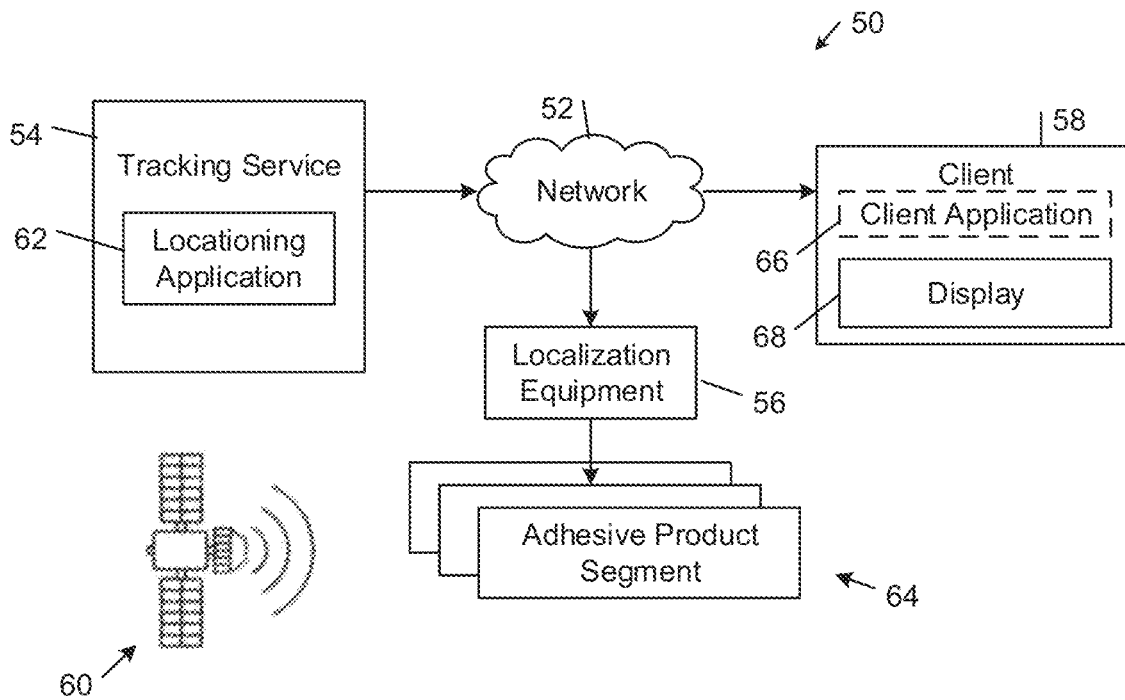 50
52
58
54
Tracking Service
Network
Client
Client Application
62
Locationing
Application
66
Display
68
Localization
Equipment
56
Adhesive Product
Segment
64
60